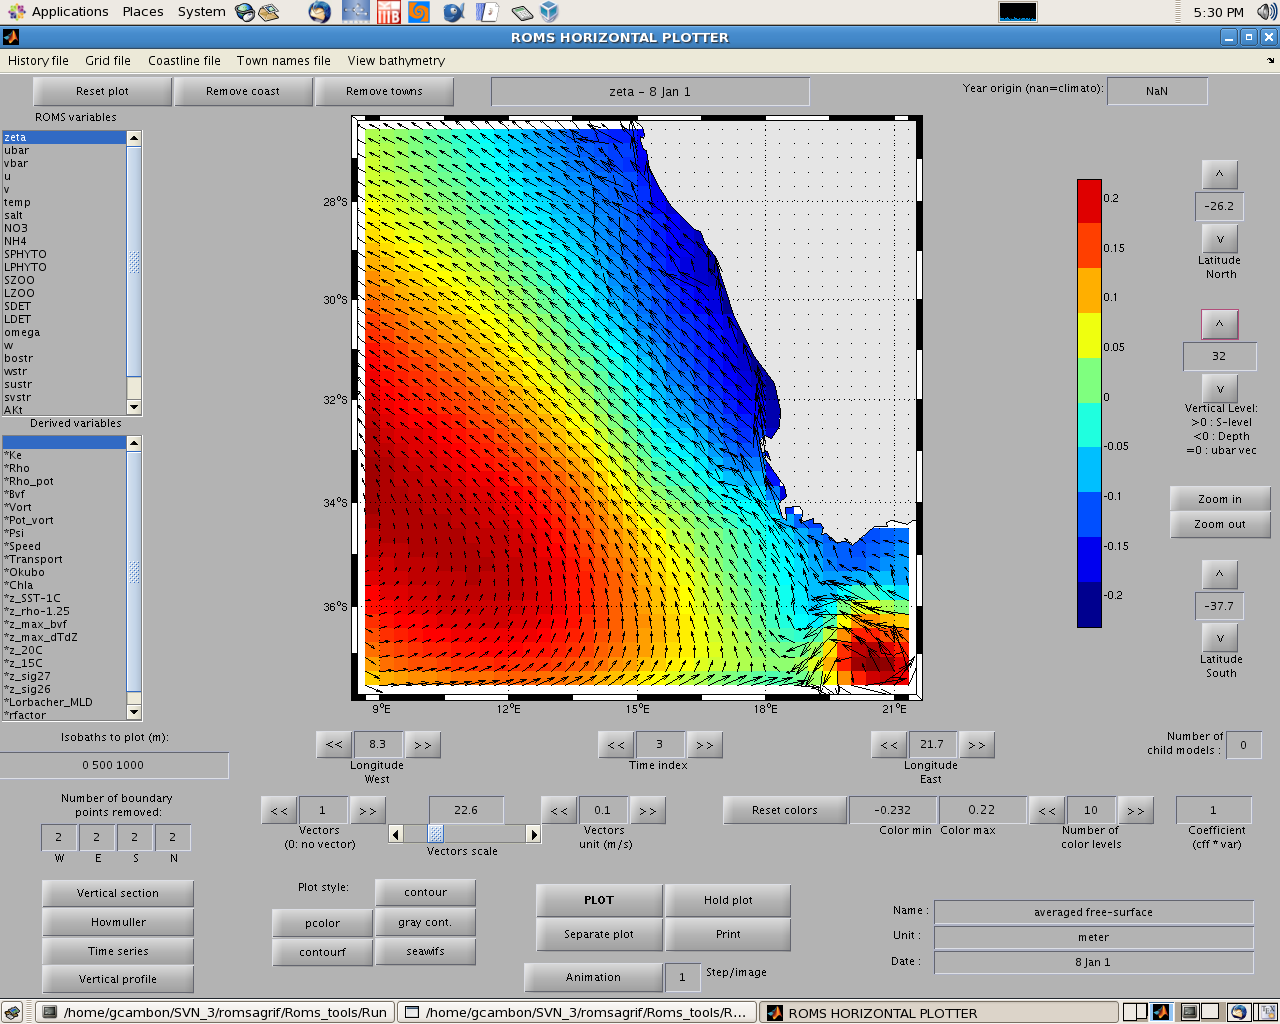 Applications Places System
5:30 PM
ROMS HORIZONTAL PLOTTER
History file Grid file Coastline file Town names file View bathymetry
Reset plot Remove coast Remove towns
zeta - 8 Jan 1
Year origin (nan=climato): NaN
ROMS variables
zeta
ubar
vbar
u
v
temp
salt
NO3
NH4
SPHYTO
LPHYTO
SZOO
LZOO
SDET
LDET
omega
w
bostr
wstr
sustr
svstr
AKt
Derived variables
*Ke
*Rho
*Rho_pot
*Bvf
*Vort
*Pot_vort
*Psi
*Speed
*Transport
*Okubo
*Chla
*z_SST-1C
*z_rho-1.25
*z_max_bvf
*z_max_dTdZ
*z_20C
*z_15C
*z_sig27
*z_sig26
*Lorbacher_MLD
*rfactor
28°S
30°S
32°S
34°S
36°S
9°E 12°E 15°E 18°E 21°E
0.2
0.15
0.1
0.05
0
-0.05
-0.1
-0.15
-0.2
^
-26.2
v
Latitude
North
^
32
v
Vertical Level:
>0 : S-level
<0 : Depth
=0 : ubar vec
Zoom in
Zoom out
^
-37.7
v
Latitude
South
Isobaths to plot (m):
0 500 1000
<< 8.3 >>
Longitude
West
<< 3 >>
Time index
<< 21.7 >>
Longitude
East
Number of
child models : 0
Number of boundary
points removed:
2 2 2 2
W E S N
<< 1 >>
Vectors
(0: no vector)
22.6
Vectors scale
<< 0.1 >>
Vectors
unit (m/s)
Reset colors -0.232 0.22 << 10 >> 1
Color min Color max Number of
color levels
Coefficient
(cff * var)
Vertical section
Hovmuller
Time series
Vertical profile
Plot style:
contour
pcolor gray cont.
contourf seawifs
PLOT Hold plot
Separate plot Print
Animation 1 Step/image
Name : averaged free-surface
Unit : meter
Date : 8 Jan 1
/home/gcambon/SVN_3/romsagrif/Roms_tools/Run
/home/gcambon/SVN_3/romsagrif/Roms_tools/R...
ROMS HORIZONTAL PLOTTER